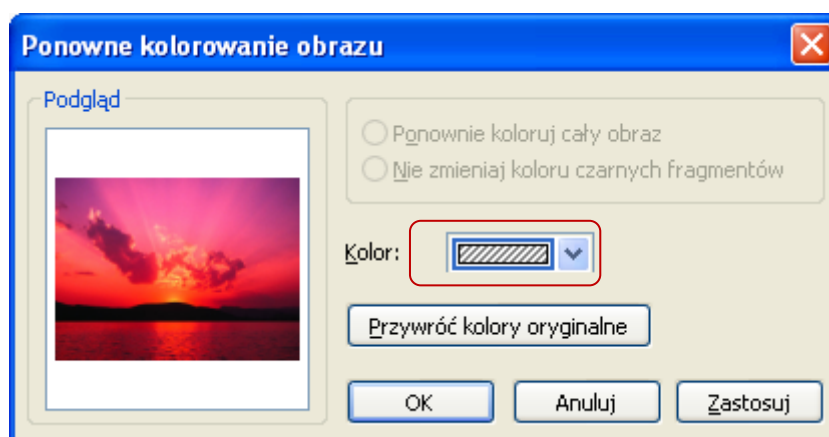 Ponowne kolorowanie obrazu
Podgląd
Ponownie koloruj cały obraz
Nie zmieniaj koloru czarnych fragmentów
Kolor:
Przywróć kolory oryginalne
OK
Anuluj
Zastosuj